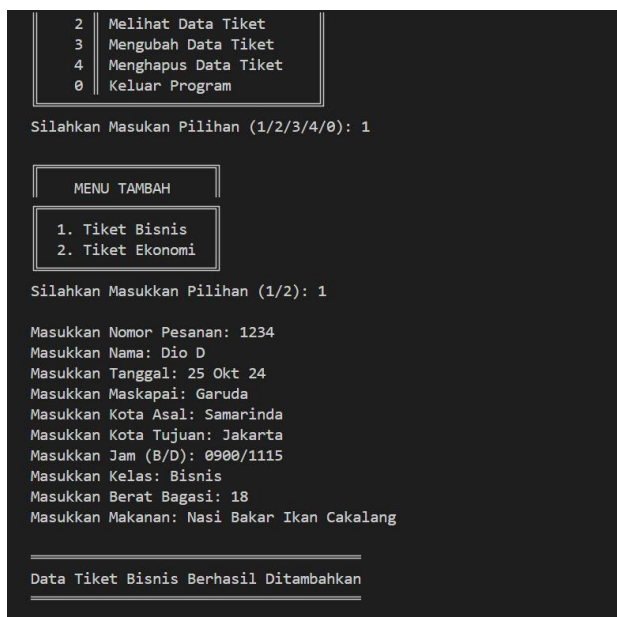 2 Melihat Data Tiket
3 Mengubah Data Tiket
4 Menghapus Data Tiket
0 Keluar Program
Silahkan Masukan Pilihan (1/2/3/4/0): 1
MENU TAMBAH
1. Tiket Bisnis
2. Tiket Ekonomi
Silahkan Masukkan Pilihan (1/2): 1
Masukkan Nomor Pesanan: 1234
Masukkan Nama: Dio D
Masukkan Tanggal: 25 Okt 24
Masukkan Maskapai: Garuda
Masukkan Kota Asal: Samarinda
Masukkan Kota Tujuan: Jakarta
Masukkan Jam (B/D): 0900/1115
Masukkan Kelas: Bisnis
Masukkan Berat Bagasi: 18
Masukkan Makanan: Nasi Bakar Ikan Cakalang
Data Tiket Bisnis Berhasil Ditambahkan